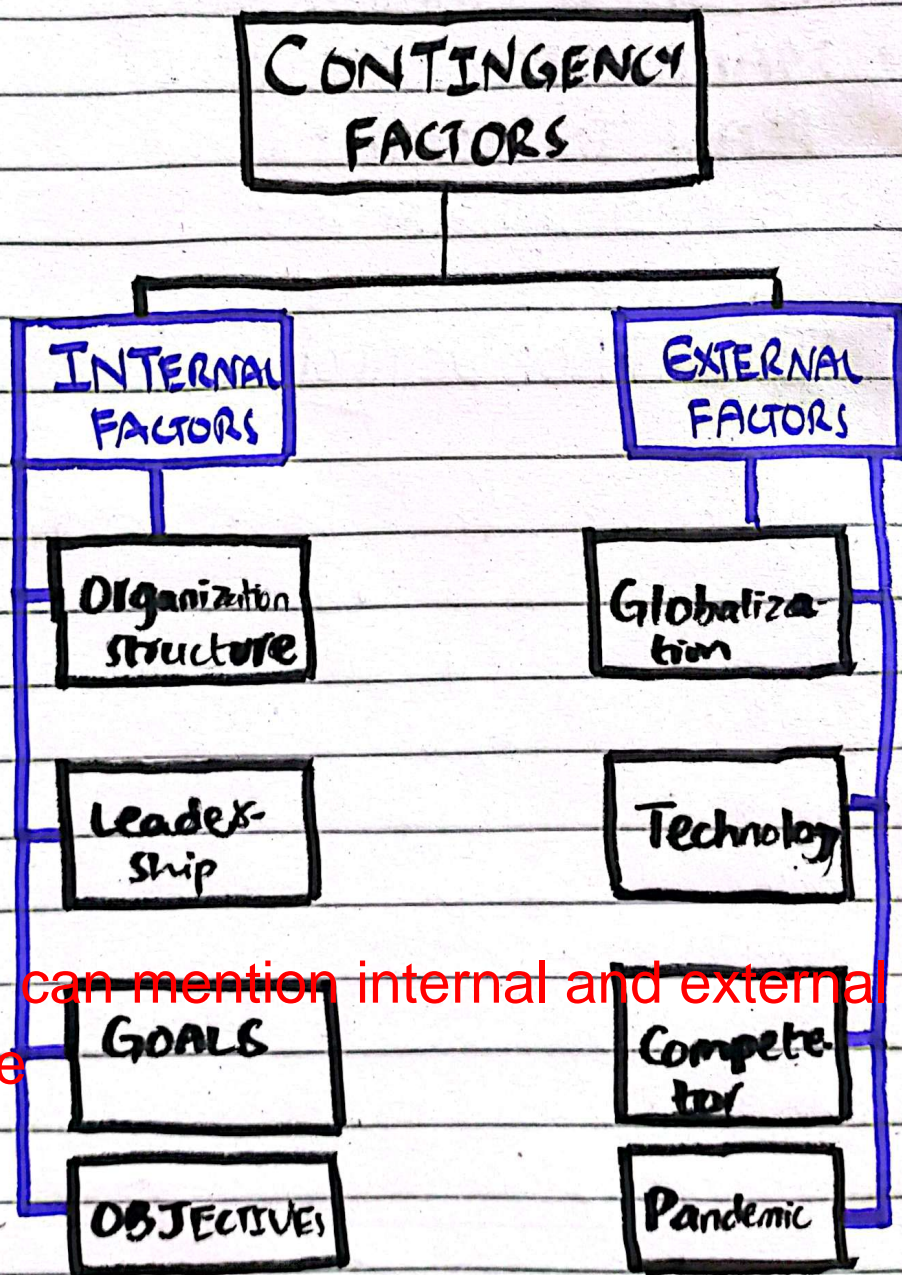 CONTINGENCY
FACTORS
INTERNAL
FACTORS
EXTERNAL
FACTORS
Organization
structure
Globaliza-
tion
Leader-
ship
Technology
can mention internal and external
e
GOALS
Compete-
tor
OBJECTIVES
Pandemic